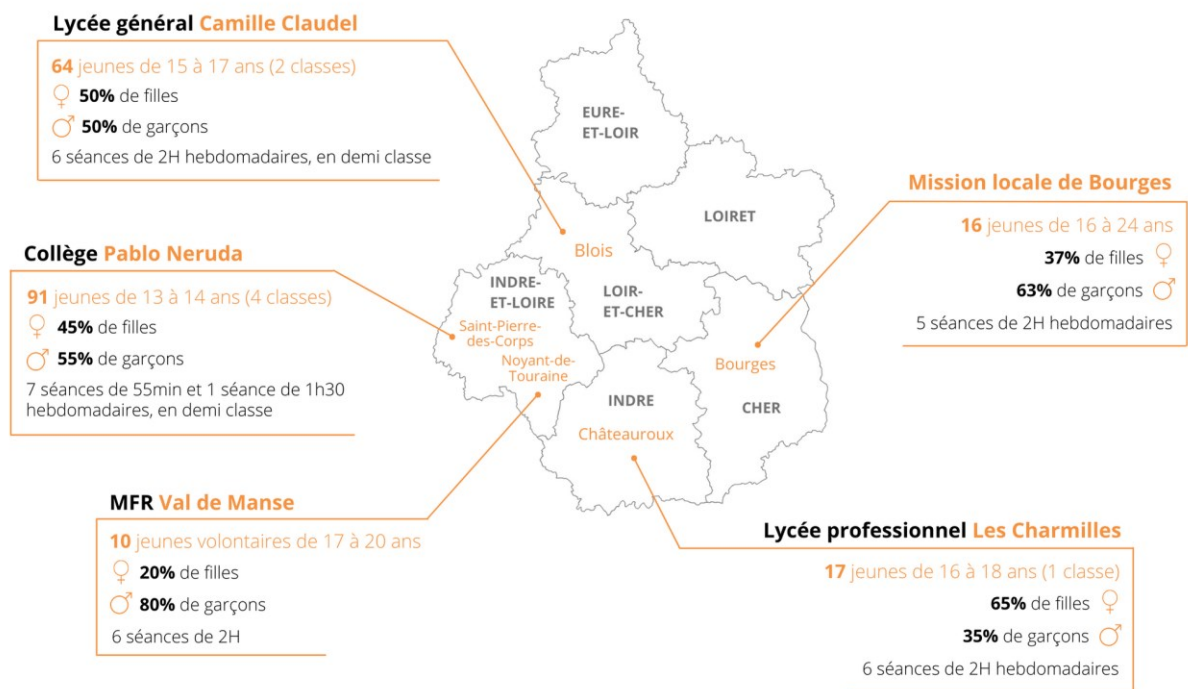 Lycée général Camille Claudel
64 jeunes de 15 à 17 ans (2 classes)
50% de filles
50% de garçons
6 séances de 2H hebdomadaires, en demi classe
Collège Pablo Neruda
91 jeunes de 13 à 14 ans (4 classes)
45% de filles
55% de garçons
7 séances de 55min et 1 séance de 1h30
hebdomadaires, en demi classe
MFR Val de Manse
10 jeunes volontaires de 17 à 20 ans
20% de filles
80% de garçons
6 séances de 2H
EURE-
ET-LOIR
LOIRET
Blois
INDRE-
ET-LOIRE
LOIR-
ET-CHER
Saint-Pierre-
des-Corps
Noyant-de-
Touraine
Bourges
INDRE
CHER
Châteauroux
Mission locale de Bourges
16 jeunes de 16 à 24 ans
37% de filles
63% de garçons
5 séances de 2H hebdomadaires
Lycée professionnel Les Charmilles
17 jeunes de 16 à 18 ans (1 classe)
65% de filles
35% de garçons
6 séances de 2H hebdomadaires